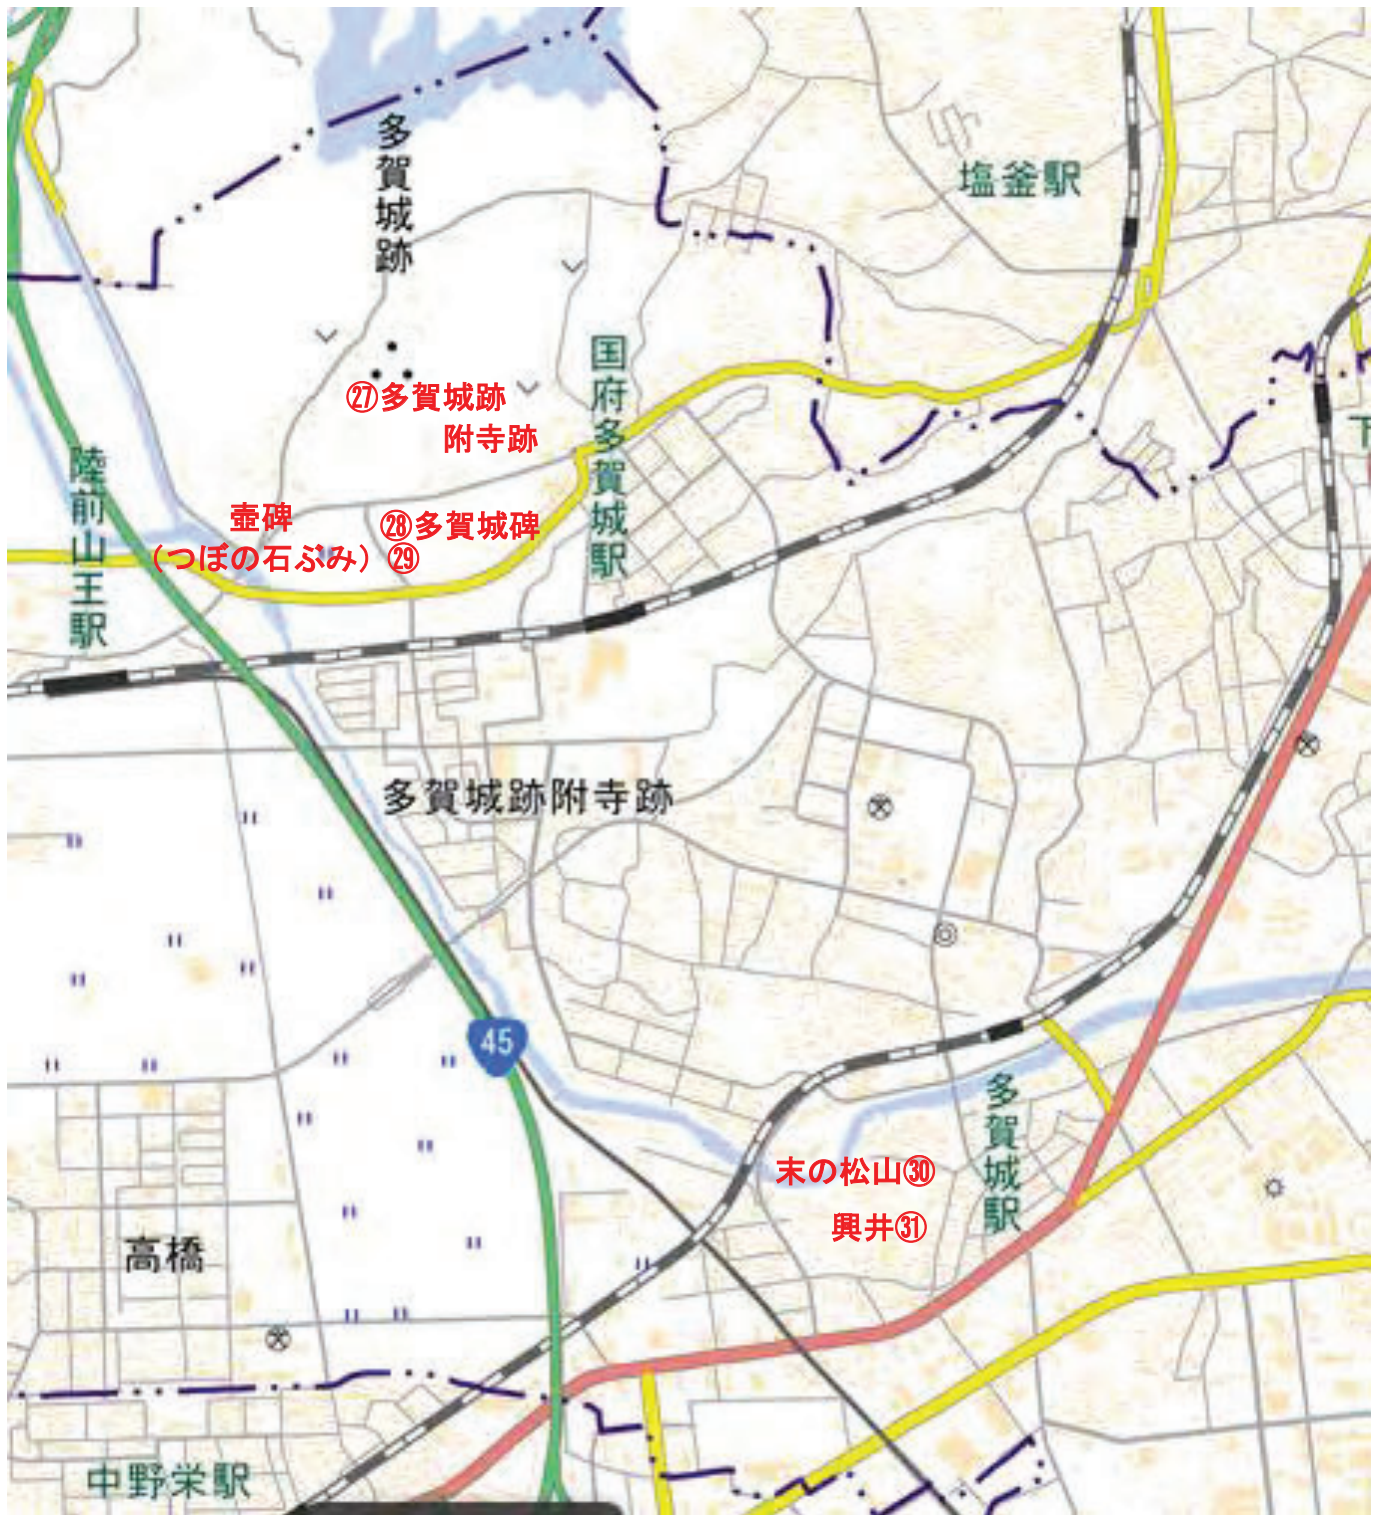 多賀城跡
塩釜駅
国府多賀城駅
㉗多賀城跡
附寺跡
下
陸前山王駅
壺碑
(つぼの石ぶみ)㉙
㉘多賀城碑
多賀城跡附寺跡
45
多賀城駅
末の松山㉚
興井㉛
高橋
中野栄駅